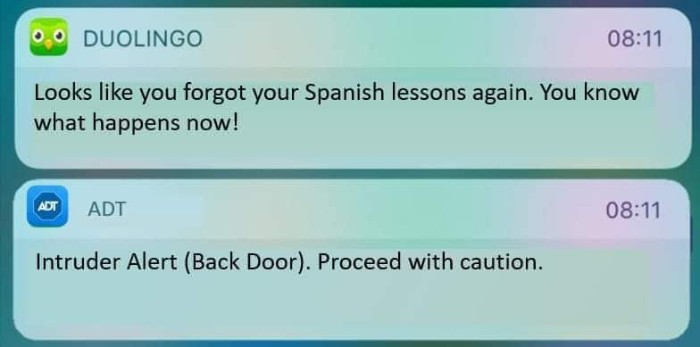 DUOLINGO 08:11
Looks like you forgot your Spanish lessons again. You know
what happens now!
ADT ADT 08:11
Intruder Alert (Back Door). Proceed with caution.